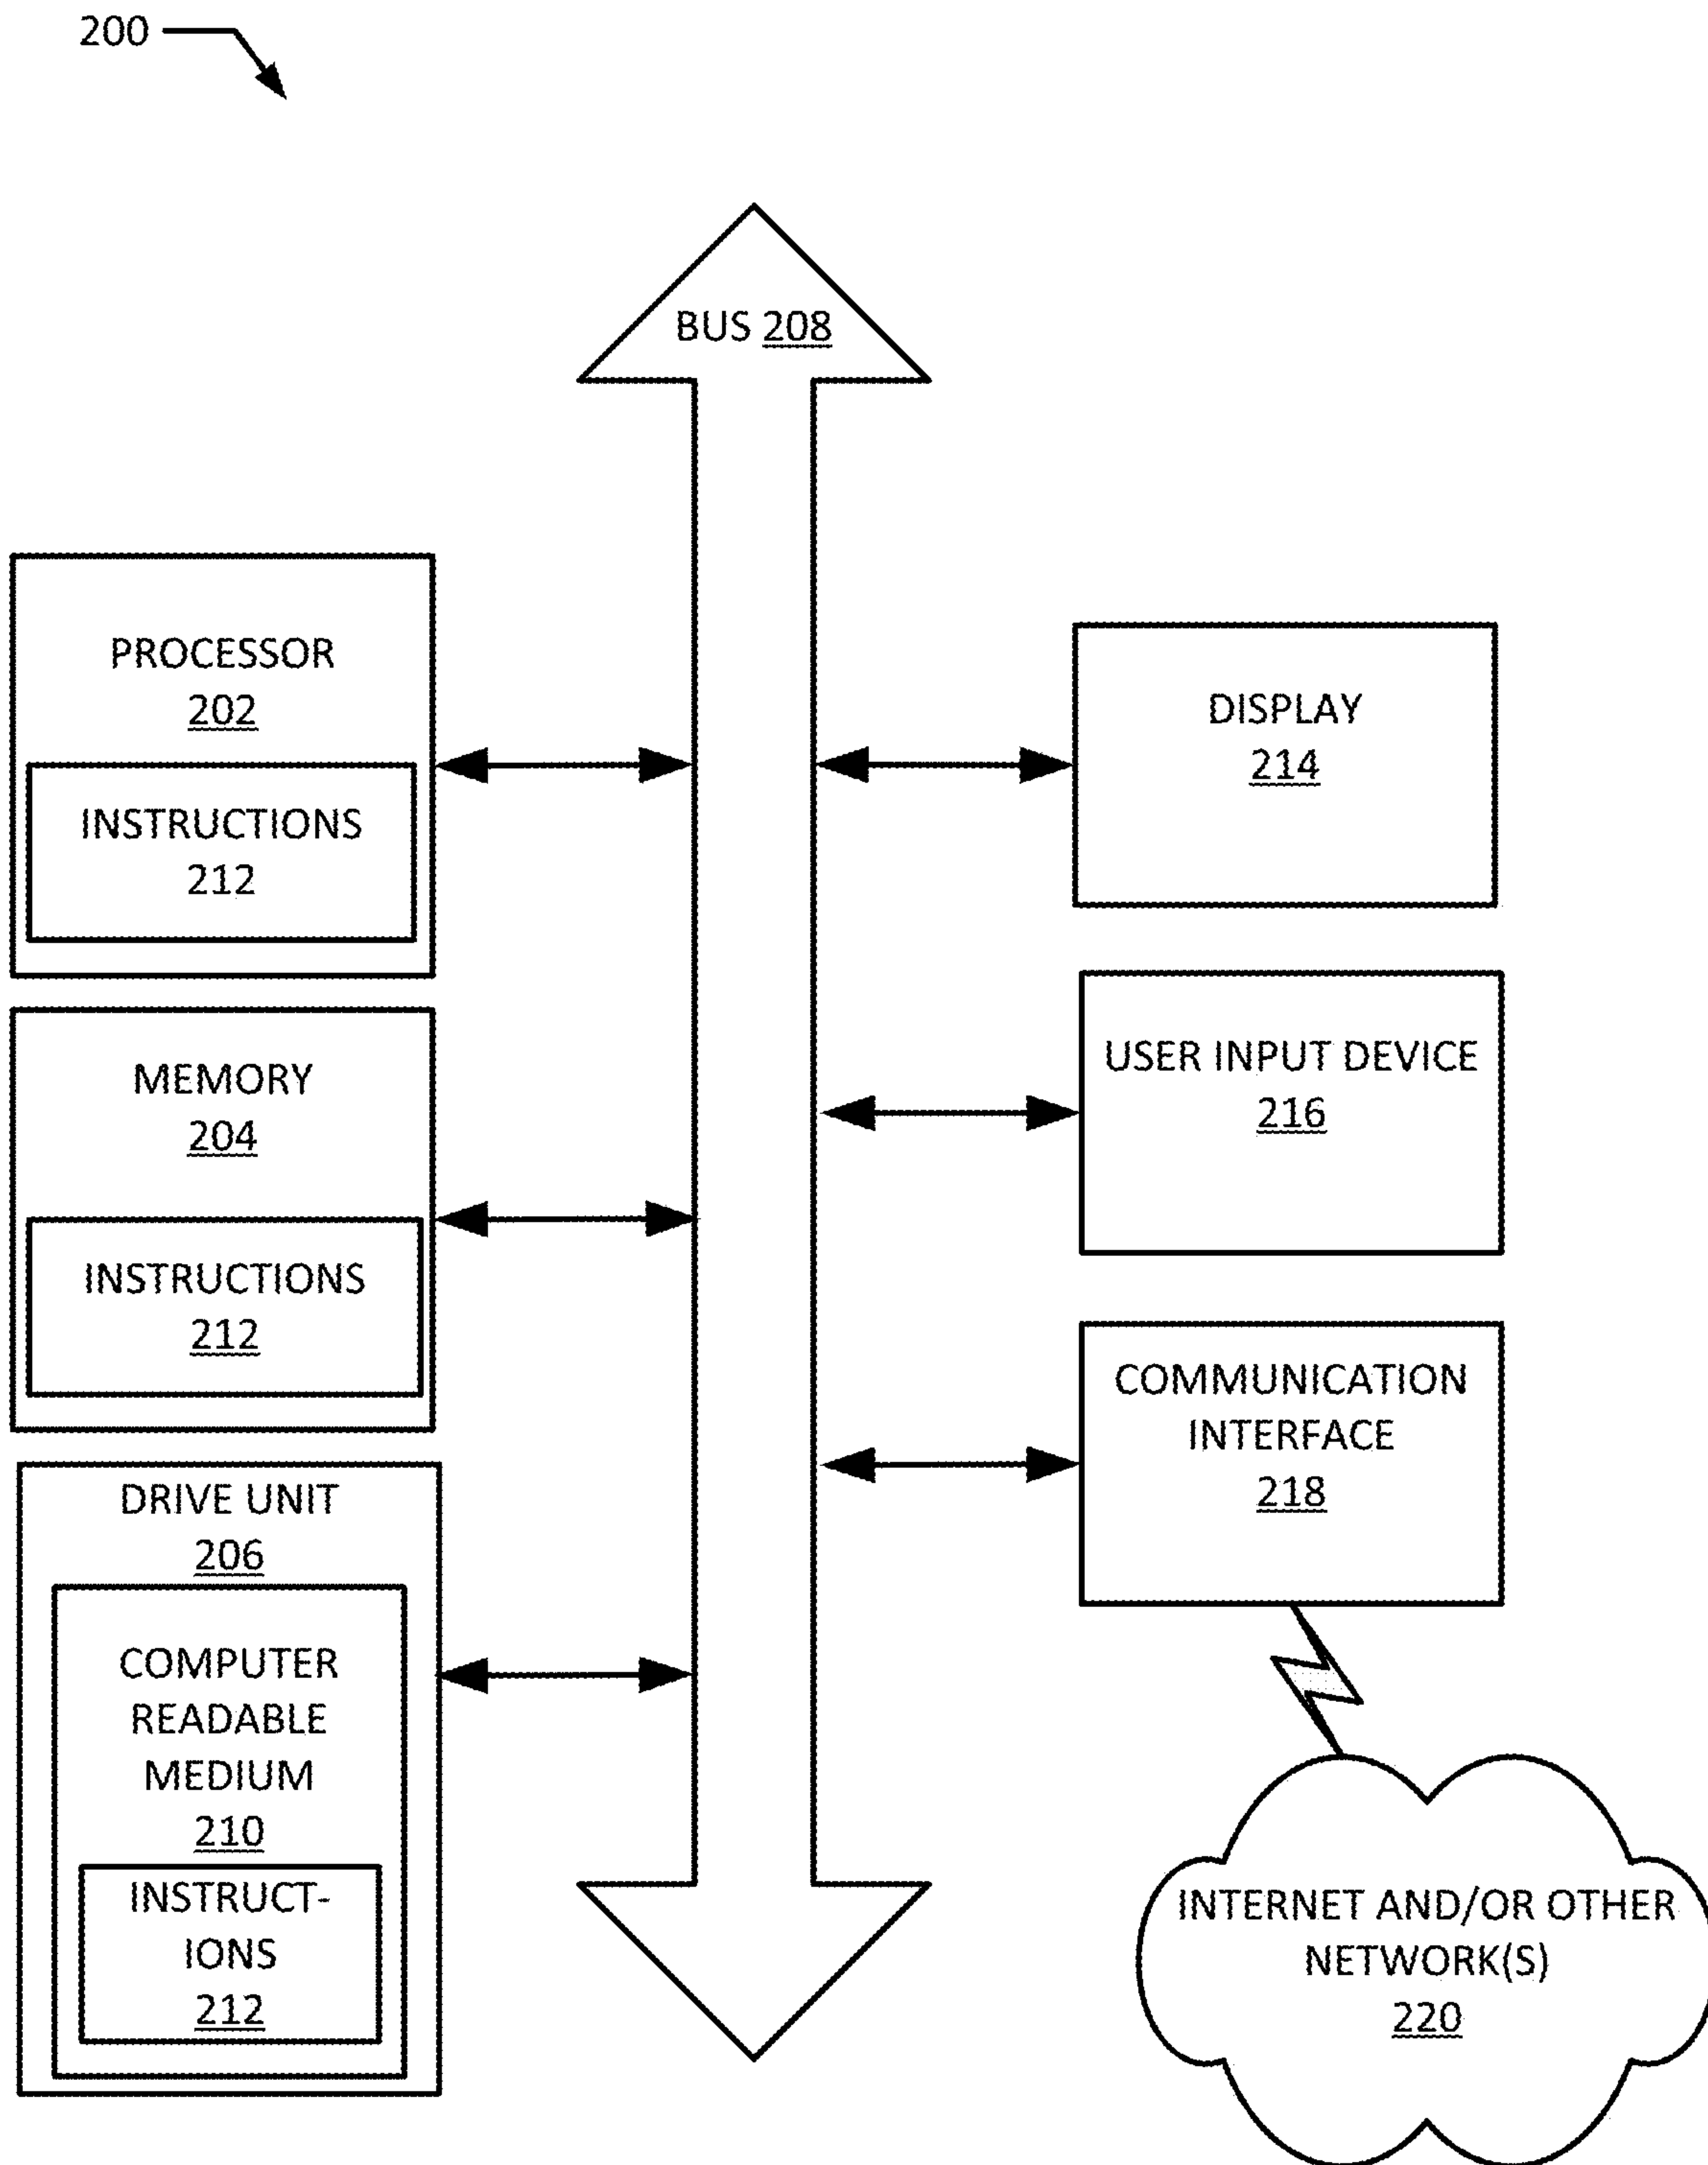 200
BUS 208
PROCESSOR
202
INSTRUCTIONS
212
MEMORY
204
INSTRUCTIONS
212
DRIVE UNIT
206
COMPUTER
READABLE
MEDIUM
210
INSTRUCT-
IONS
212
DISPLAY
214
USER INPUT DEVICE
216
COMMUNICATION
INTERFACE
218
INTERNET AND/OR OTHER
NETWORK(S)
220